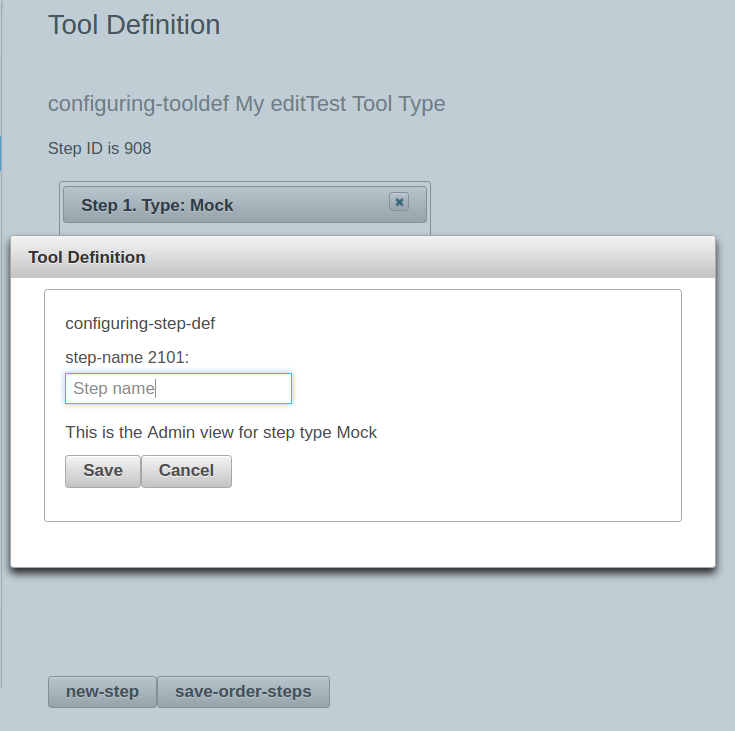 Tool Definition
configuring-tooldef My editTest Tool Type
Step ID is 908
Step 1. Type: Mock
Tool Definition
configuring-step-def
step-name 2101:
Step name
This is the Admin view for step type Mock
Save Cancel
new-step save-order-steps